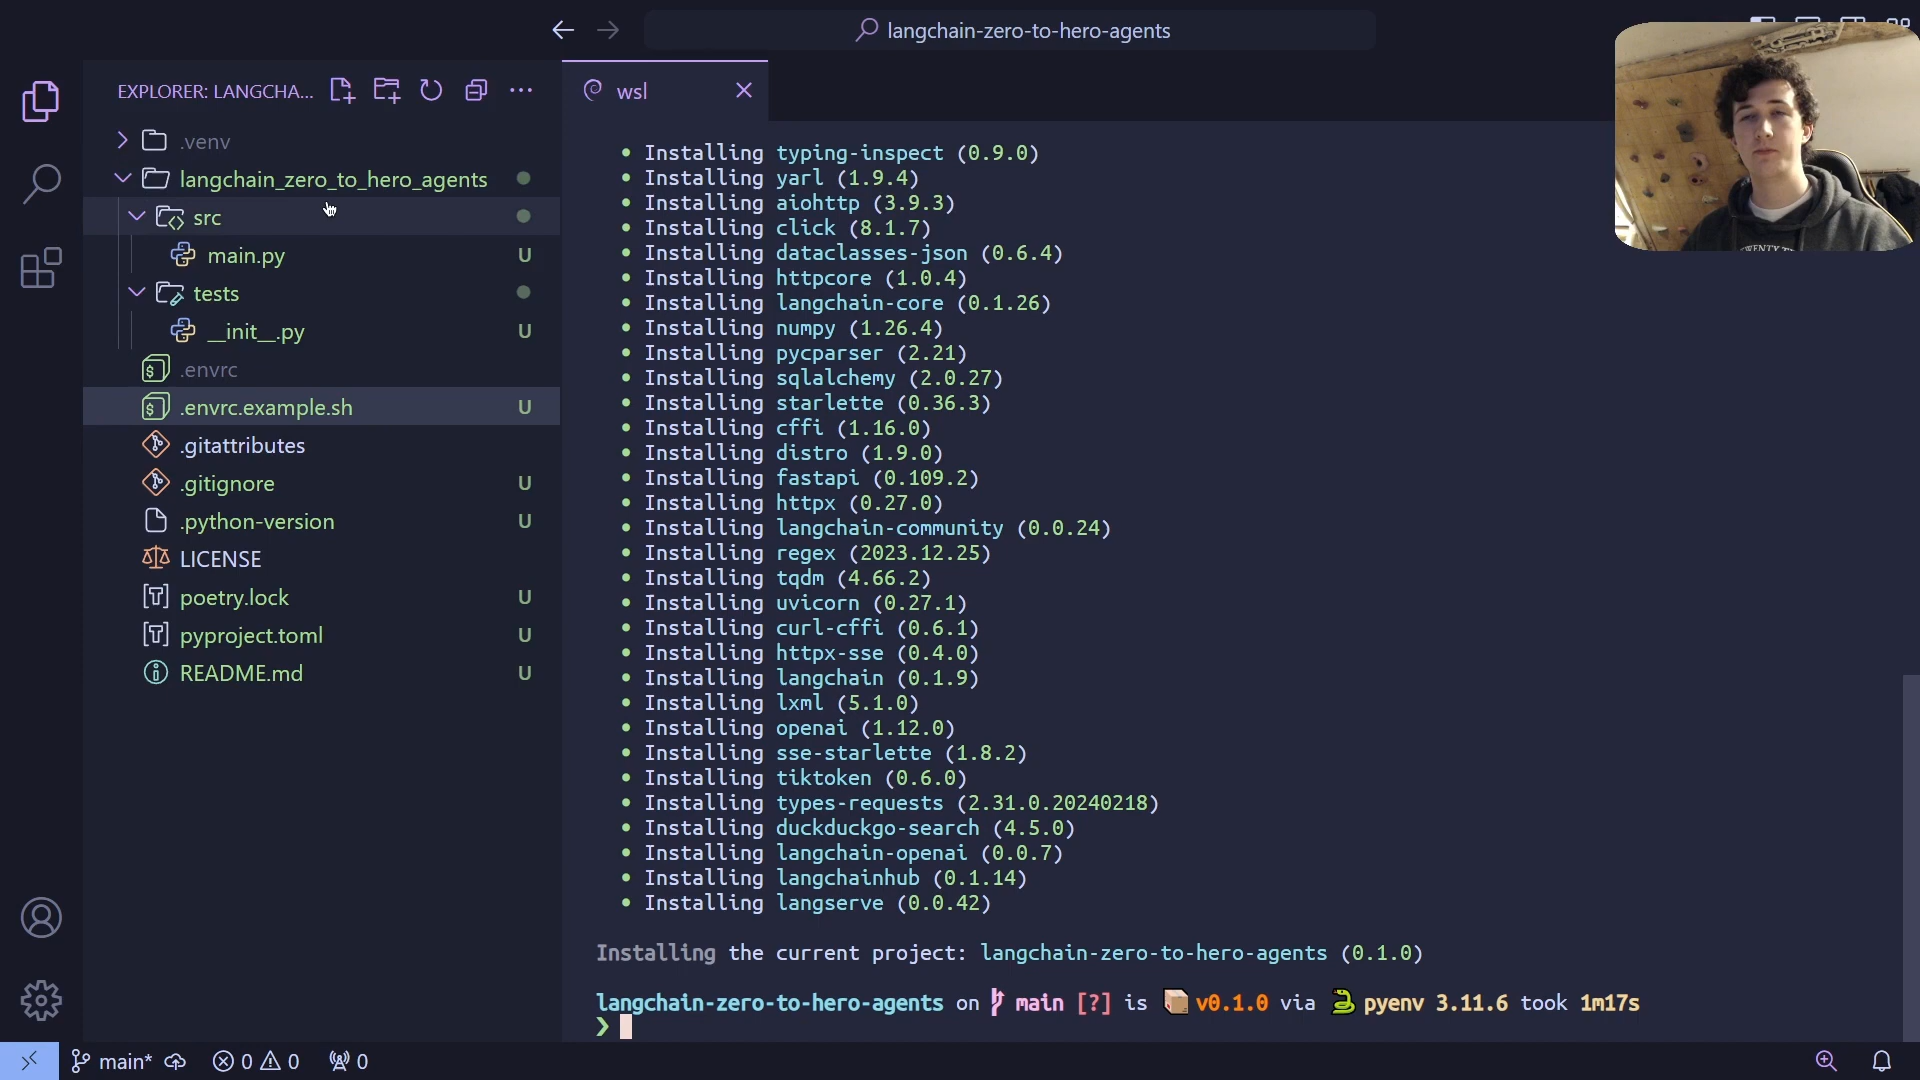 langchain-zero-to-hero-agents
EXPLORER: LANGCHA...
.venv
langchain_zero_to_hero_agents
src
main.py U
tests
__init__.py U
.envrc
.envrc.example.sh U
.gitattributes
.gitignore U
.python-version U
LICENSE
poetry.lock U
pyproject.toml U
README.md U
wsl
• Installing typing-inspect (0.9.0)
• Installing yarl (1.9.4)
• Installing aiohttp (3.9.3)
• Installing click (8.1.7)
• Installing dataclasses-json (0.6.4)
• Installing httpcore (1.0.4)
• Installing langchain-core (0.1.26)
• Installing numpy (1.26.4)
• Installing pycparser (2.21)
• Installing sqlalchemy (2.0.27)
• Installing starlette (0.36.3)
• Installing cffi (1.16.0)
• Installing distro (1.9.0)
• Installing fastapi (0.109.2)
• Installing httpx (0.27.0)
• Installing langchain-community (0.0.24)
• Installing regex (2023.12.25)
• Installing tqdm (4.66.2)
• Installing uvicorn (0.27.1)
• Installing curl-cffi (0.6.1)
• Installing httpx-sse (0.4.0)
• Installing langchain (0.1.9)
• Installing lxml (5.1.0)
• Installing openai (1.12.0)
• Installing sse-starlette (1.8.2)
• Installing tiktoken (0.6.0)
• Installing types-requests (2.31.0.20240218)
• Installing duckduckgo-search (4.5.0)
• Installing langchain-openai (0.0.7)
• Installing langchainhub (0.1.14)
• Installing langserve (0.0.42)
Installing the current project: langchain-zero-to-hero-agents (0.1.0)
langchain-zero-to-hero-agents on main [?] is v0.1.0 via pyenv 3.11.6 took 1m17s
❯
main* 0 0 0